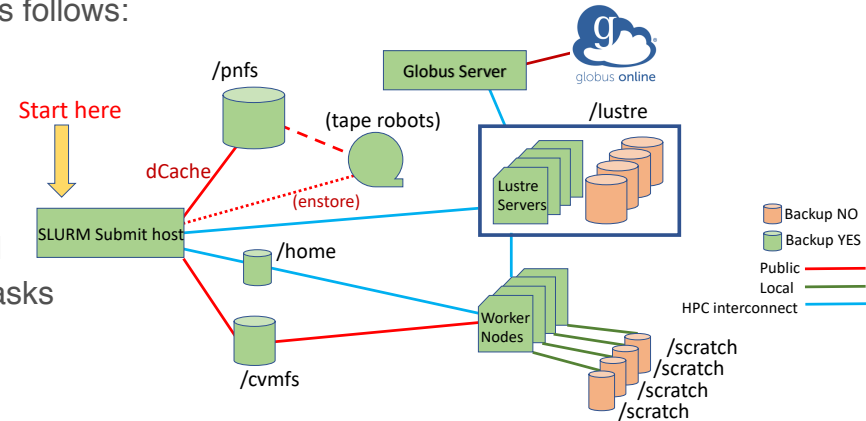 s follows:
/pnfs
Globus Server
g
globus online
Start here
(tape robots)
/lustre
dCache
(enstore)
Lustre
Servers
SLURM Submit host
/home
Backup NO
Backup YES
Public
Local
HPC interconnect
asks
Worker
Nodes
/cvmfs
/scratch
/scratch
/scratch
/scratch